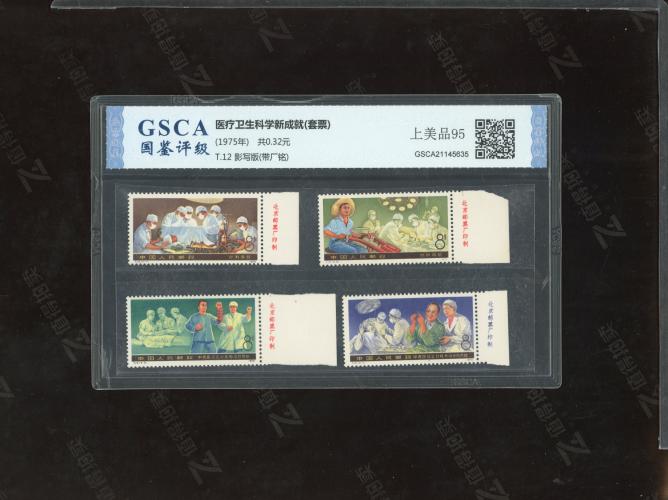 GSCA
国鉴评级
医疗卫生科学新成就(套票)
(1975年) 共0.32元
T.12 影写版(带厂铭)
上美品95
GSCA21145635
8
中国人民邮政
北京邮票厂印制
8
中国人民邮政
北京邮票厂印制
8
中国人民邮政
北京邮票厂印制
8
中国人民邮政
北京邮票厂印制
GSCA